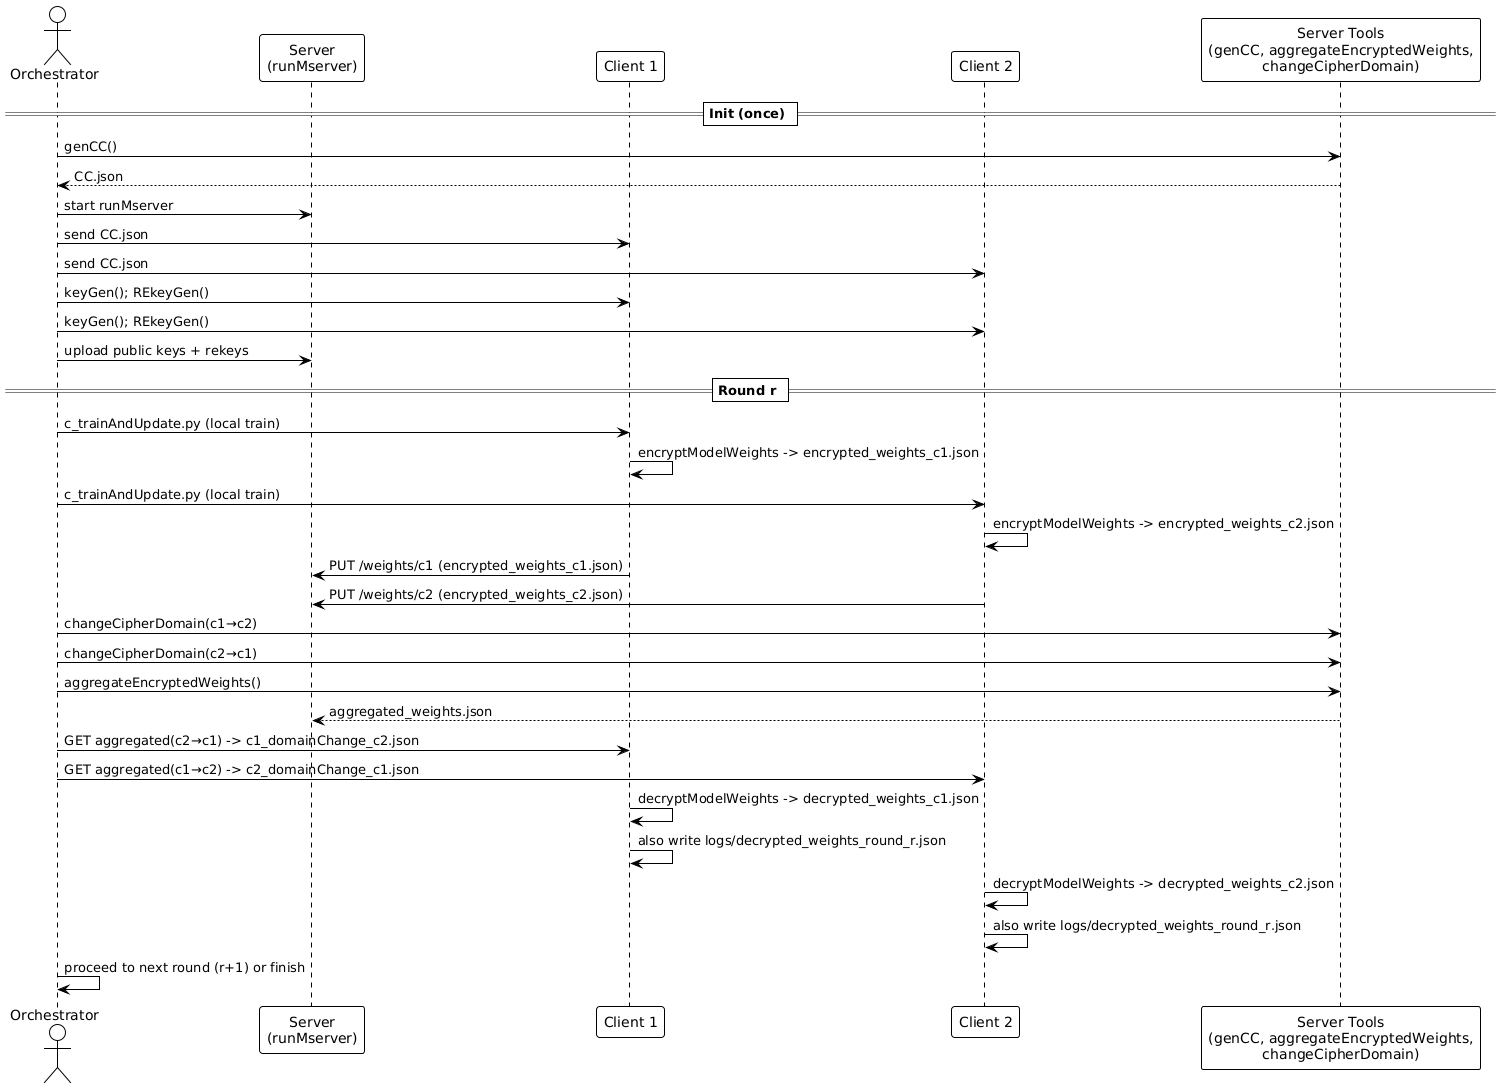 Orchestrator
Server
(runMserver)
Client 1
Client 2
Server Tools
(genCC, aggregateEncryptedWeights,
changeCipherDomain)
Init (once)
genCC()
CC.json
start runMserver
send CC.json
send CC.json
keyGen(); REkeyGen()
keyGen(); REkeyGen()
upload public keys + rekeys
Round r
c_trainAndUpdate.py (local train)
encryptModelWeights -> encrypted_weights_c1.json
c_trainAndUpdate.py (local train)
encryptModelWeights -> encrypted_weights_c2.json
PUT /weights/c1 (encrypted_weights_c1.json)
PUT /weights/c2 (encrypted_weights_c2.json)
changeCipherDomain(c1→c2)
changeCipherDomain(c2→c1)
aggregateEncryptedWeights()
aggregated_weights.json
GET aggregated(c2→c1) -> c1_domainChange_c2.json
GET aggregated(c1→c2) -> c2_domainChange_c1.json
decryptModelWeights -> decrypted_weights_c1.json
also write logs/decrypted_weights_round_r.json
decryptModelWeights -> decrypted_weights_c2.json
also write logs/decrypted_weights_round_r.json
proceed to next round (r+1) or finish
Orchestrator
Server
(runMserver)
Client 1
Client 2
Server Tools
(genCC, aggregateEncryptedWeights,
changeCipherDomain)